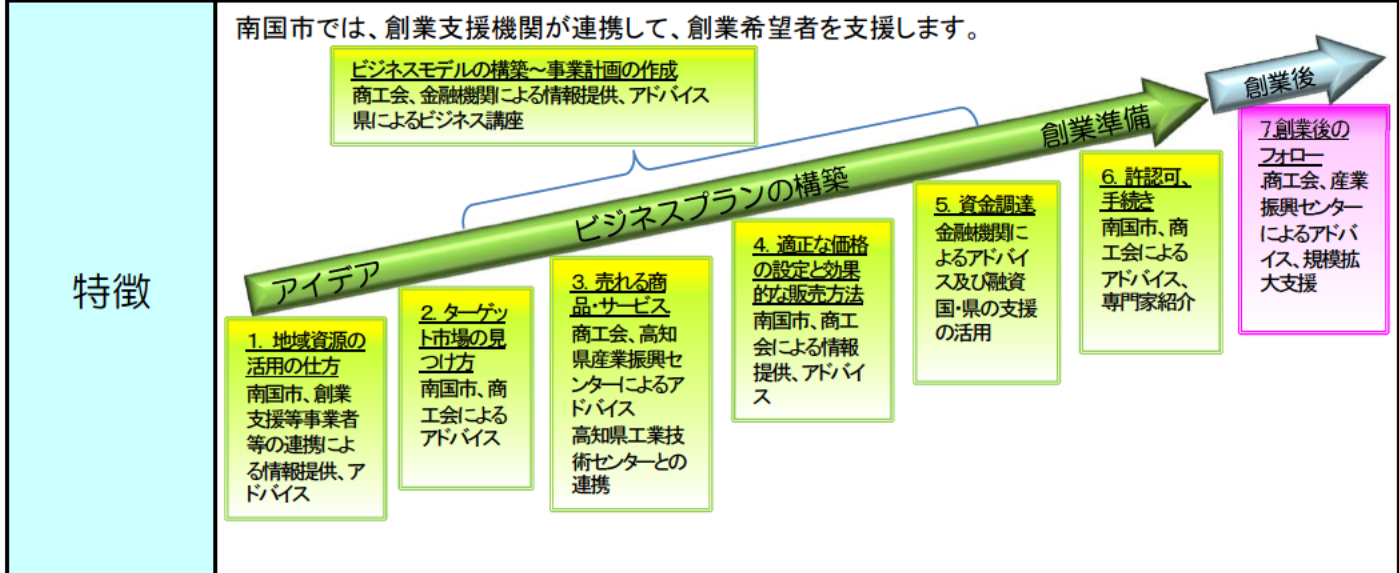 特徴
南国市では、創業支援機関が連携して、創業希望者を支援します。
ビジネスモデルの構築～事業計画の作成
商工会、金融機関による情報提供、アドバイス
県によるビジネス講座
アイデア
ビジネスプランの構築
創業準備
創業後
1. 地域資源の
活用の仕方
南国市、創業
支援等事業者
等の連携によ
る情報提供、ア
ドバイス
2. ターゲッ
ト市場の見
つけ方
南国市、商
工会による
アドバイス
3. 売れる商
品・サービス
商工会、高知
県産業振興セ
ンターによるア
ドバイス
高知県工業技
術センターとの
連携
4. 適正な価格
の設定と効果
的な販売方法
南国市、商工
会による情報
提供、アドバイ
ス
5. 資金調達
金融機関に
よるアドバイ
ス及び融資
国・県の支援
の活用
6. 許認可、
手続き
南国市、商
工会による
アドバイス、
専門家紹介
7.創業後の
フォロー
.商工会、産業
振興センター
によるアドバ
イス、規模拡
大支援